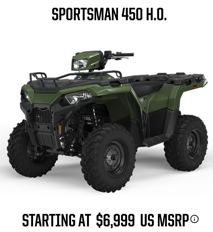 SPORTSMAN 450 H.O.
STARTING AT $6,999 US MSRP